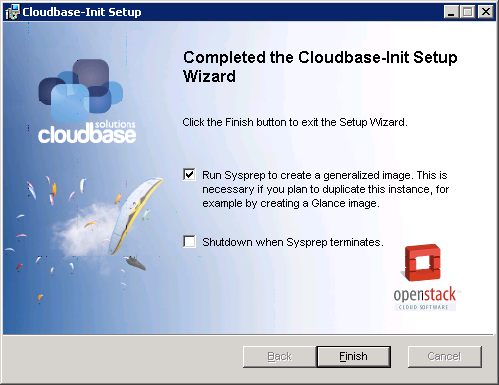 Cloudbase-Init Setup
Completed the Cloudbase-Init Setup
Wizard
solutions
cloudbase
Click the Finish button to exit the Setup Wizard.
Run Sysprep to create a generalized image. This is
necessary if you plan to duplicate this instance, for
example by creating a Glance image.
Shutdown when Sysprep terminates.
openstack
CLOUD SOFTWARE
Back
Finish
Cancel